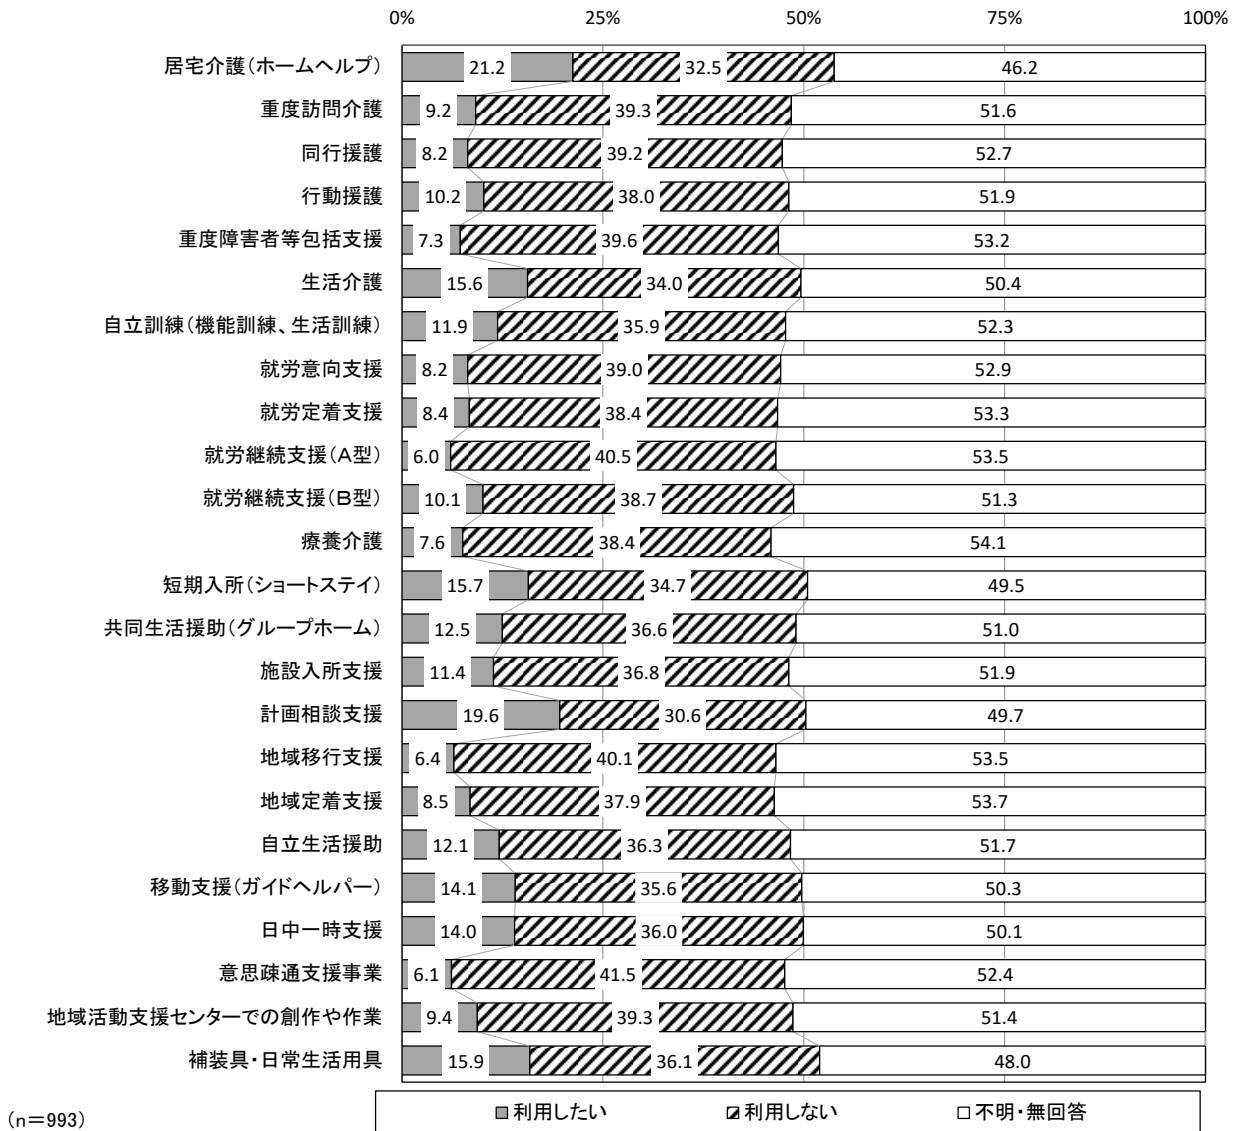 0% 25% 50% 75% 100%
居宅介護(ホームヘルプ) 21.2 32.5 46.2
重度訪問介護 9.2 39.3 51.6
同行援護 8.2 39.2 52.7
行動援護 10.2 38.0 51.9
重度障害者等包括支援 7.3 39.6 53.2
生活介護 15.6 34.0 50.4
自立訓練(機能訓練、生活訓練) 11.9 35.9 52.3
就労意向支援 8.2 39.0 52.9
就労定着支援 8.4 38.4 53.3
就労継続支援(A型) 6.0 40.5 53.5
就労継続支援(B型) 10.1 38.7 51.3
療養介護 7.6 38.4 54.1
短期入所(ショートステイ) 15.7 34.7 49.5
共同生活援助(グループホーム) 12.5 36.6 51.0
施設入所支援 11.4 36.8 51.9
計画相談支援 19.6 30.6 49.7
地域移行支援 6.4 40.1 53.5
地域定着支援 8.5 37.9 53.7
自立生活援助 12.1 36.3 51.7
移動支援(ガイドヘルパー) 14.1 35.6 50.3
日中一時支援 14.0 36.0 50.1
意思疎通支援事業 6.1 41.5 52.4
地域活動支援センターでの創作や作業 9.4 39.3 51.4
補装具・日常生活用具 15.9 36.1 48.0
利用したい 利用しない 不明・無回答
(n=993)